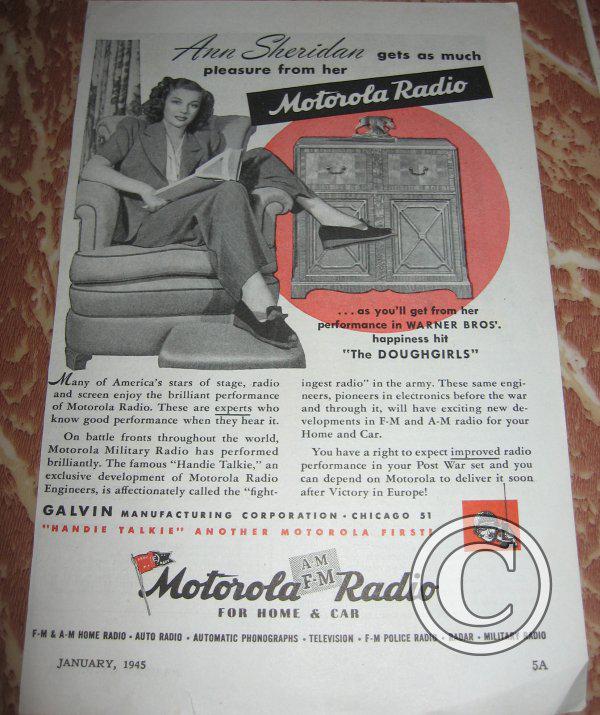 Ann Sheridan gets as much
pleasure from her
Motorola Radio
...as you'll get from her
performance in WARNER BROS'.
happiness hit
"The DOUGHGIRLS"
Many of America's stars of stage, radio
and screen enjoy the brilliant performance
of Motorola Radio. These are experts who
know good performance when they hear it.
On battle fronts throughout the world,
Motorola Military Radio has performed
brilliantly. The famous "Handie Talkie," an
exclusive development of Motorola Radio
Engineers, is affectionately called the "fight-
ingest radio" in the army. These same engi-
neers, pioneers in electronics before the war
and through it, will have exciting new de-
velopments in F-M and A-M radio for your
Home and Car.
You have a right to expect improved radio
performance in your Post War set and you
can depend on Motorola to deliver it soon
after Victory in Europe!
GALVIN MANUFACTURING CORPORATION • CHICAGO 51
"HANDIE TALKIE" ANOTHER MOTOROLA FIRST!
Motorola AM F-M Radio
FOR HOME & CAR
F-M & A-M HOME RADIO • AUTO RADIO • AUTOMATIC PHONOGRAPHS • TELEVISION • F-M POLICE RADIO • RADAR • MILITARY RADIO
JANUARY, 1945
5A
©